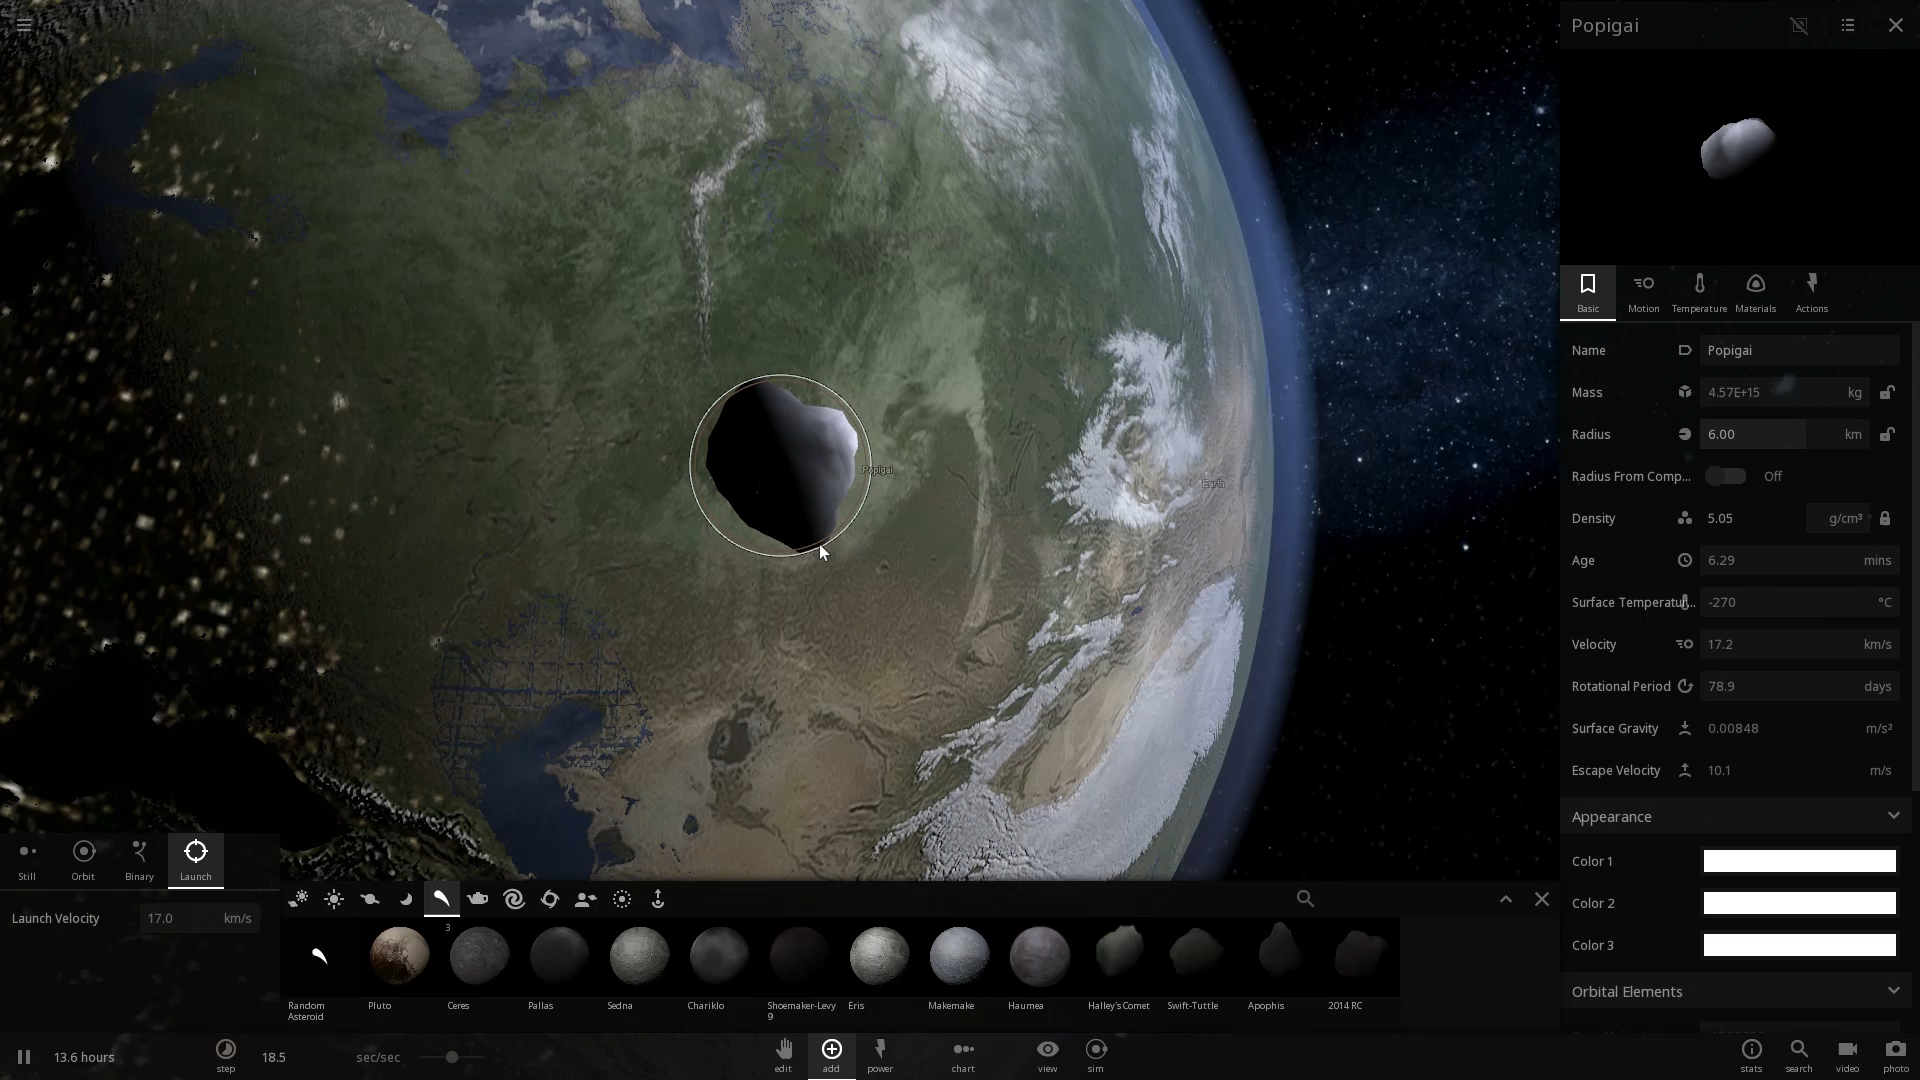 Popigai
Popigai
Earth
Basic
Motion
Temperature
Materials
Actions
Name
Popigai
Mass
4.57E+15
kg
Radius
6.00
km
Radius From Comp...
Off
Density
5.05
g/cm³
Age
6.29
mins
Surface Temperatur...
-270
°C
Velocity
17.2
km/s
Rotational Period
78.9
days
Surface Gravity
0.00848
m/s²
Escape Velocity
10.1
m/s
Appearance
Color 1
Color 2
Color 3
Orbital Elements
Still
Orbit
Binary
Launch
Launch Velocity
17.0
km/s
3
Random
Asteroid
Pluto
Ceres
Pallas
Sedna
Chariklo
Shoemaker-Levy
9
Eris
Makemake
Haumea
Halley's Comet
Swift-Tuttle
Apophis
2014 RC
13.6 hours
step
18.5
sec/sec
edit
add
power
chart
view
sim
stats
search
video
photo